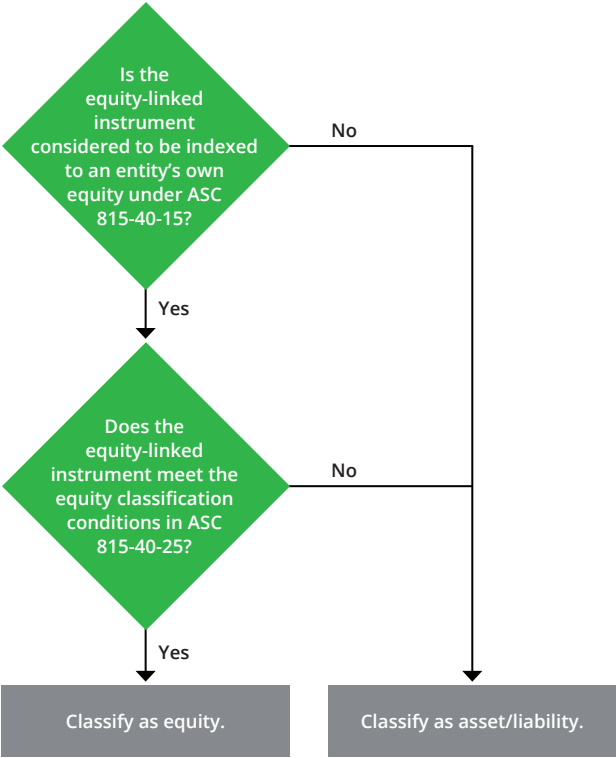 Is the
equity-linked
instrument
considered to be indexed
to an entity’s own
equity under ASC
815-40-15?
No
Yes
Does the
equity-linked
instrument meet the
equity classification
conditions in ASC
815-40-25?
No
Yes
Classify as equity.
Classify as asset/liability.